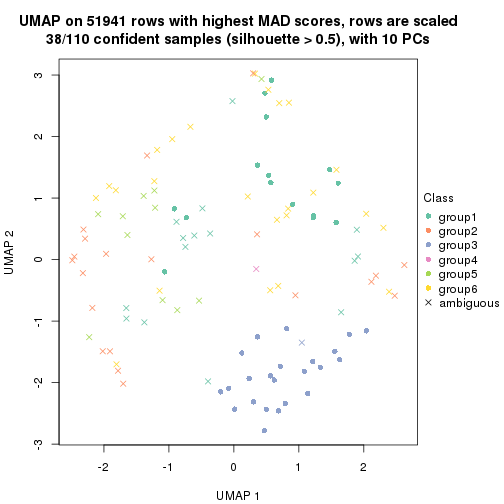 UMAP on 51941 rows with highest MAD scores, rows are scaled
38/110 confident samples (silhouette > 0.5), with 10 PCs
3
2
1
0
-1
-2
-3
UMAP 2
-2
-1
0
1
2
UMAP 1
Class
group1
group2
group3
group4
group5
group6
ambiguous